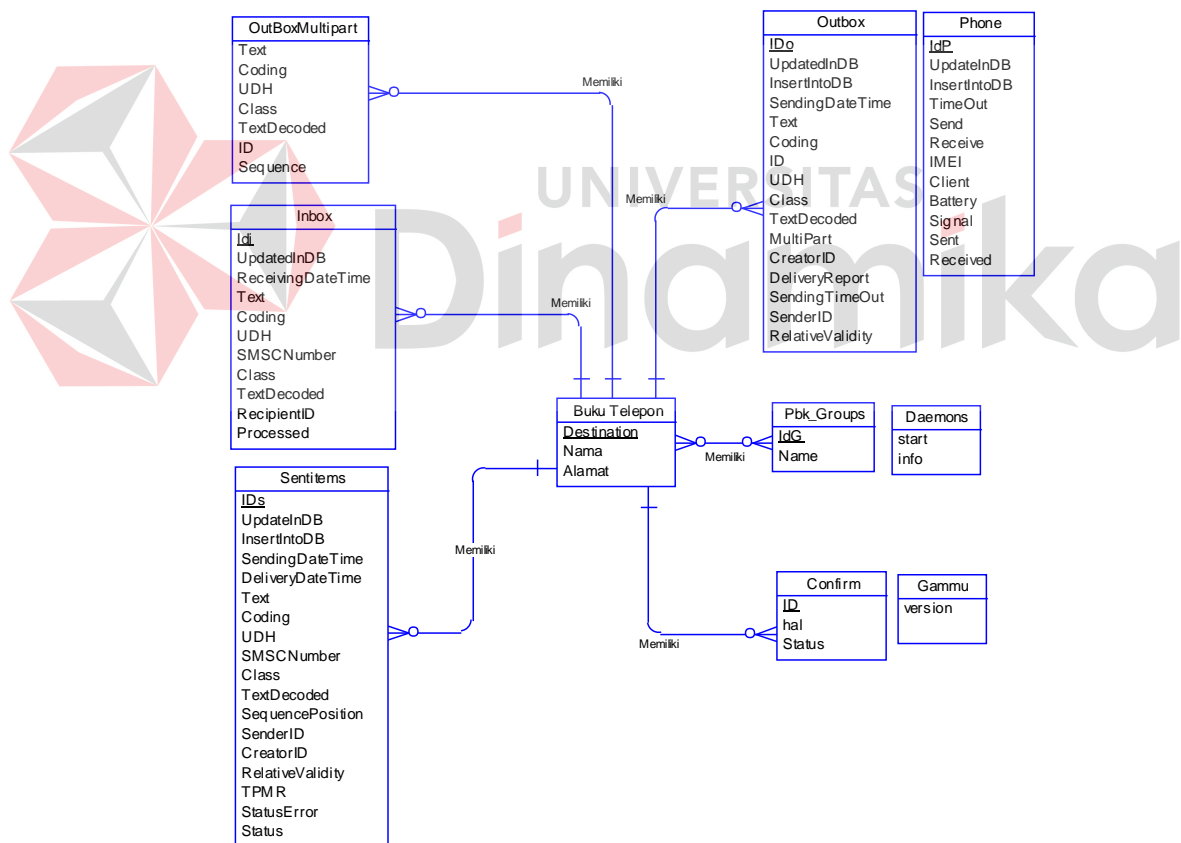 OutBoxMultipart
Text
Coding
UDH
Class
TextDecoded
ID
Sequence
Memiliki
Outbox
IDo
UpdatedInDB
InsertIntoDB
SendingDateTime
Text
Coding
ID
UDH
Class
TextDecoded
MultiPart
CreatorID
DeliveryReport
SendingTimeOut
SenderID
RelativeValidity
Phone
IdP
UpdateInDB
InsertIntoDB
TimeOut
Send
Receive
IMEI
Client
Battery
Signal
Sent
Received
UNIVERSITAS
Dinamika
Memiliki
Inbox
Idi
UpdatedInDB
ReceivingDateTime
Text
Coding
UDH
SMSCNumber
Class
TextDecoded
RecipientID
Processed
Memiliki
Buku Telepon
Destination
Nama
Alamat
Memiliki
Pbk_Groups
IdG
Name
Daemons
start
info
Sentitems
IDs
UpdateInDB
InsertIntoDB
SendingDateTime
DeliveryDateTime
Text
Coding
UDH
SMSCNumber
Class
TextDecoded
SequencePosition
SenderID
CreatorID
RelativeValidity
TPMR
StatusError
Status
Memiliki
Memiliki
Confirm
ID
hal
Status
Gammu
version